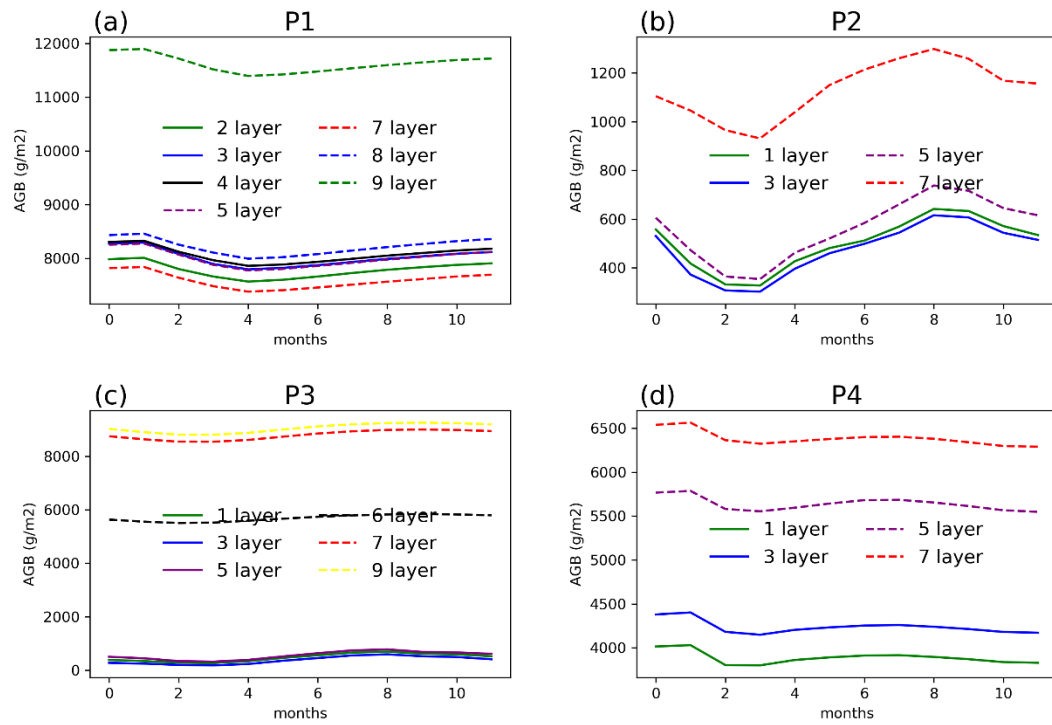 (a) P1
12000
11000
10000
9000
8000
AGB (g/m2)
2 layer
3 layer
4 layer
5 layer
7 layer
8 layer
9 layer
0 2 4 6 8 10
months
(b) P2
1200
1000
800
600
400
AGB (g/m2)
1 layer
3 layer
5 layer
7 layer
0 2 4 6 8 10
months
(c) P3
8000
6000
4000
2000
0
AGB (g/m2)
1 layer
3 layer
5 layer
6 layer
7 layer
9 layer
0 2 4 6 8 10
months
(d) P4
6500
6000
5500
5000
4500
4000
AGB (g/m2)
1 layer
3 layer
5 layer
7 layer
0 2 4 6 8 10
months